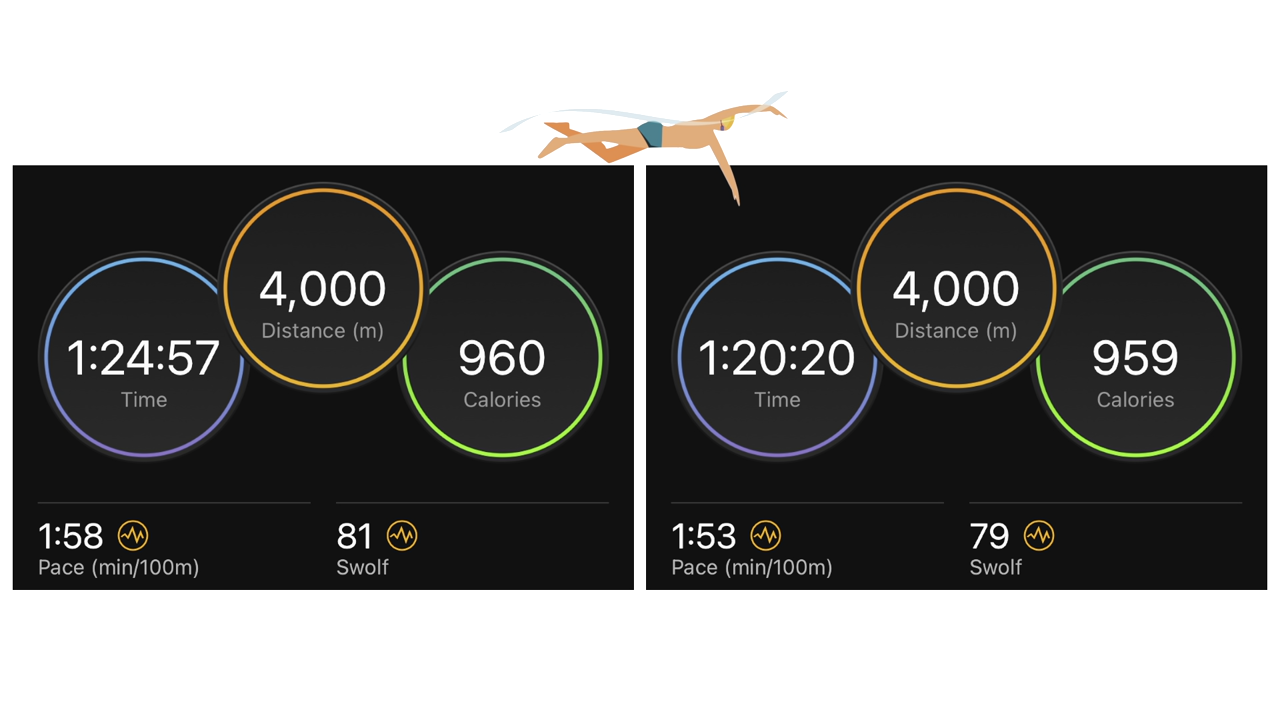 4,000
Distance (m)
1:24:57
Time
960
Calories
1:58
Pace (min/100m)
81
Swolf
4,000
Distance (m)
1:20:20
Time
959
Calories
1:53
Pace (min/100m)
79
Swolf